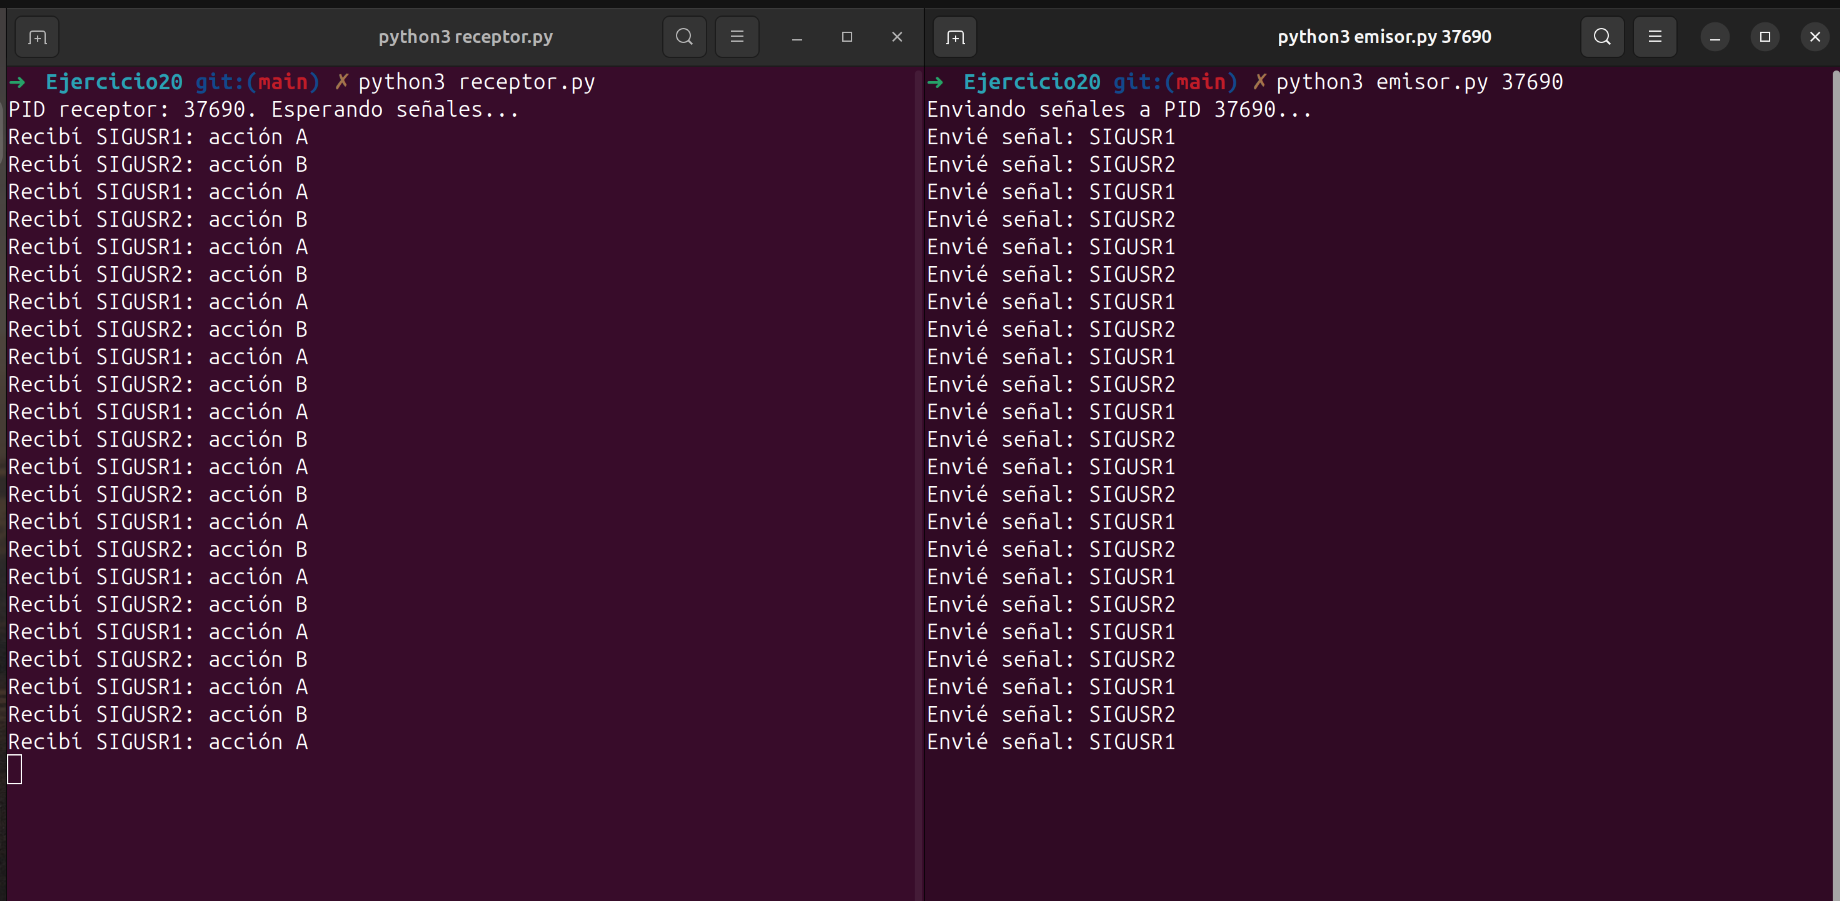 python3 receptor.py
➜ Ejercicio20 git:(main) ✗ python3 receptor.py
PID receptor: 37690. Esperando señales...
Recibí SIGUSR1: acción A
Recibí SIGUSR2: acción B
Recibí SIGUSR1: acción A
Recibí SIGUSR2: acción B
Recibí SIGUSR1: acción A
Recibí SIGUSR2: acción B
Recibí SIGUSR1: acción A
Recibí SIGUSR2: acción B
Recibí SIGUSR1: acción A
Recibí SIGUSR2: acción B
Recibí SIGUSR1: acción A
Recibí SIGUSR2: acción B
Recibí SIGUSR1: acción A
Recibí SIGUSR2: acción B
Recibí SIGUSR1: acción A
Recibí SIGUSR2: acción B
Recibí SIGUSR1: acción A
Recibí SIGUSR2: acción B
Recibí SIGUSR1: acción A
Recibí SIGUSR2: acción B
Recibí SIGUSR1: acción A
Recibí SIGUSR2: acción B
Recibí SIGUSR1: acción A
python3 emisor.py 37690
➜ Ejercicio20 git:(main) ✗ python3 emisor.py 37690
Enviando señales a PID 37690...
Envié señal: SIGUSR1
Envié señal: SIGUSR2
Envié señal: SIGUSR1
Envié señal: SIGUSR2
Envié señal: SIGUSR1
Envié señal: SIGUSR2
Envié señal: SIGUSR1
Envié señal: SIGUSR2
Envié señal: SIGUSR1
Envié señal: SIGUSR2
Envié señal: SIGUSR1
Envié señal: SIGUSR2
Envié señal: SIGUSR1
Envié señal: SIGUSR2
Envié señal: SIGUSR1
Envié señal: SIGUSR2
Envié señal: SIGUSR1
Envié señal: SIGUSR2
Envié señal: SIGUSR1
Envié señal: SIGUSR2
Envié señal: SIGUSR1
Envié señal: SIGUSR2
Envié señal: SIGUSR1